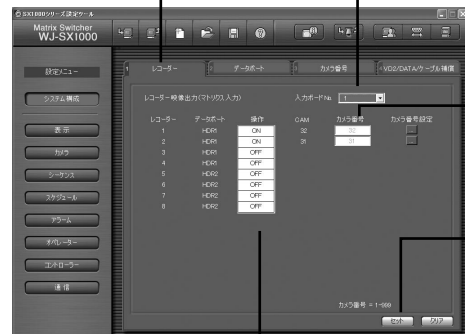 SX1000シリーズ設定ツール
Matrix Switcher
WJ-SX1000
設定メニュー
システム構成
表示
カメラ
シーケンス
スケジュール
アラーム
オペレーター
コントローラー
通信
レコーダー
データポート
カメラ番号
VO2/DATA/ケーブル補償
レコーダー映像出力(マトリクス入力)
入力ポートNo. 1
レコーダー データポート 操作 CAM カメラ番号 カメラ番号設定
1 HDR1 ON 32 32
2 HDR1 ON 31 31
3 HDR1 OFF
4 HDR1 OFF
5 HDR2 OFF
6 HDR2 OFF
7 HDR2 OFF
8 HDR2 OFF
カメラ番号 = 1-999
セット クリア